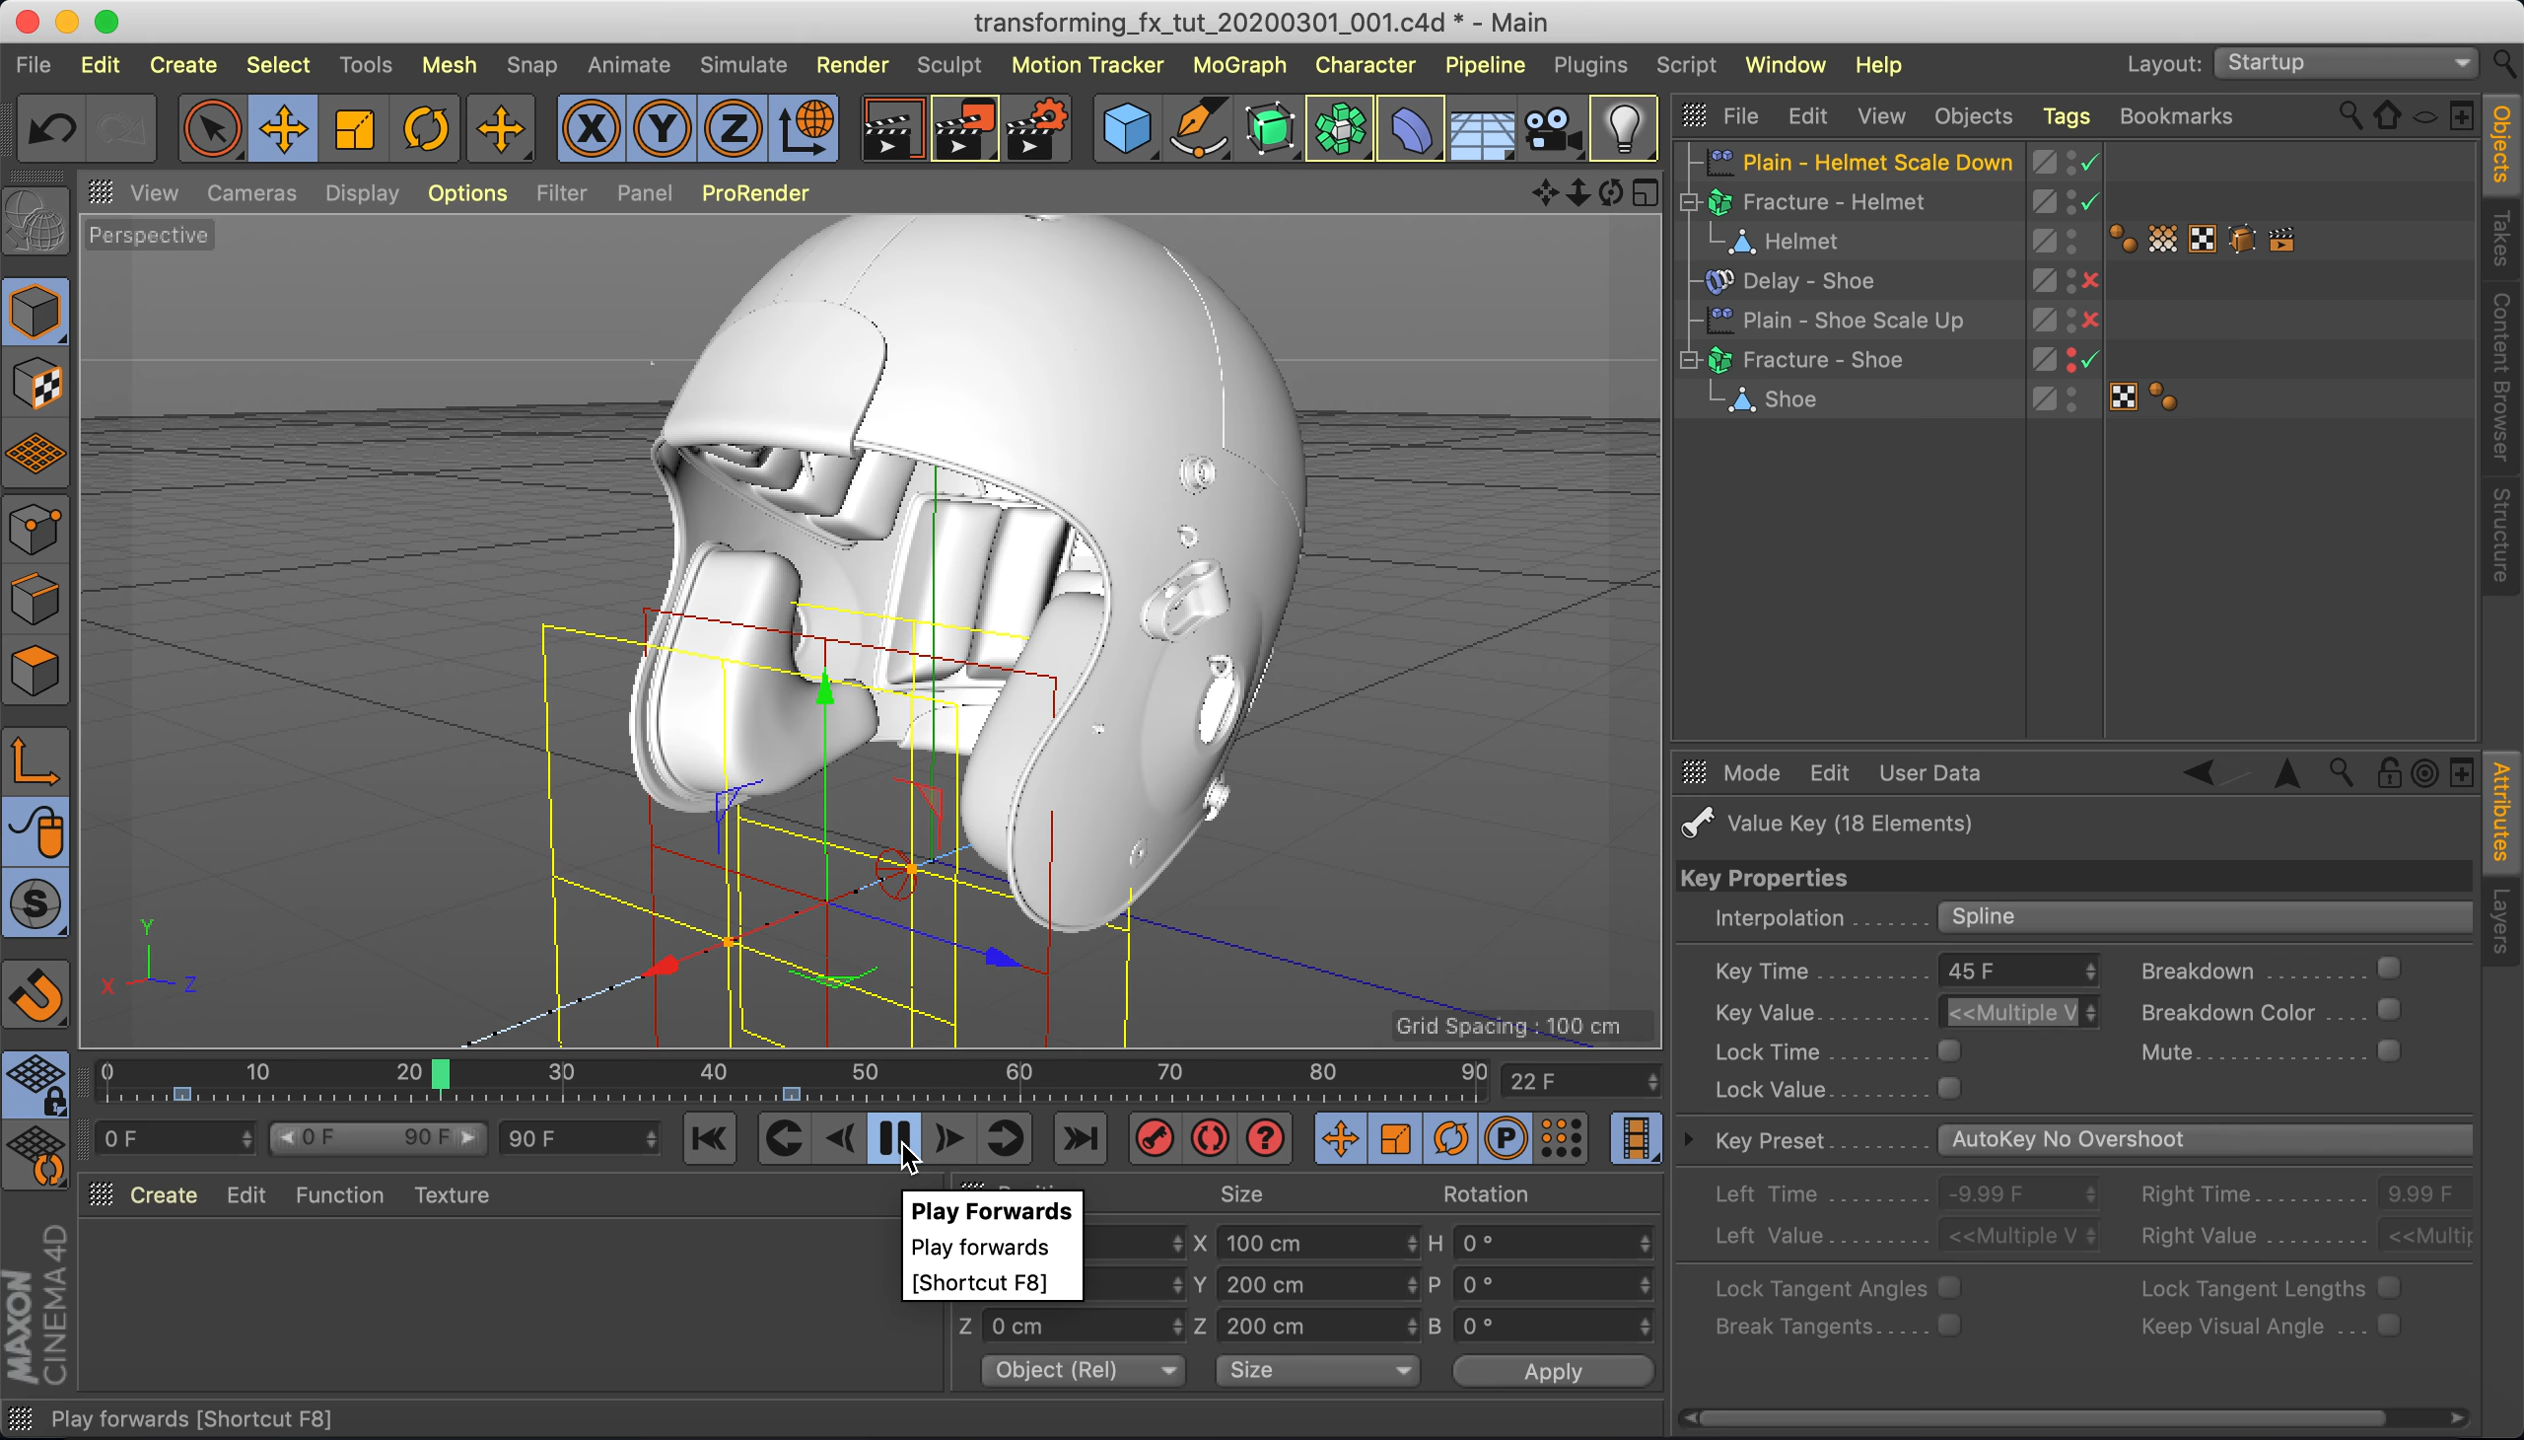 transforming_fx_tut_20200301_001.c4d * - Main
File Edit Create Select Tools Mesh Snap Animate Simulate Render Sculpt Motion Tracker MoGraph Character Pipeline Plugins Script Window Help Layout: Startup
X Y Z
File Edit View Objects Tags Bookmarks
View Cameras Display Options Filter Panel ProRender
Perspective
Plain - Helmet Scale Down
Fracture - Helmet
Helmet
Delay - Shoe
Plain - Shoe Scale Up
Fracture - Shoe
Shoe
Objects
Takes
Content Browser
Structure
Y
X Z
S
Grid Spacing : 100 cm
Mode Edit User Data
Value Key (18 Elements)
Key Properties
Interpolation Spline
Key Time 45 F Breakdown
Key Value <<Multiple V Breakdown Color
Lock Time Mute
Lock Value
Key Preset AutoKey No Overshoot
Left Time -9.99 F Right Time 9.99 F
Left Value <<Multiple V Right Value <<Multip
Lock Tangent Angles Lock Tangent Lengths
Break Tangents Keep Visual Angle
Attributes
Layers
0 10 20 30 40 50 60 70 80 90 22 F
0 F 0 F 90 F 90 F
? P
Create Edit Function Texture
Size Rotation
X 100 cm H 0 °
Y 200 cm P 0 °
Z 0 cm Z 200 cm B 0 °
Object (Rel) Size Apply
Play Forwards
Play forwards
[Shortcut F8]
MAXON
CINEMA 4D
Play forwards [Shortcut F8]